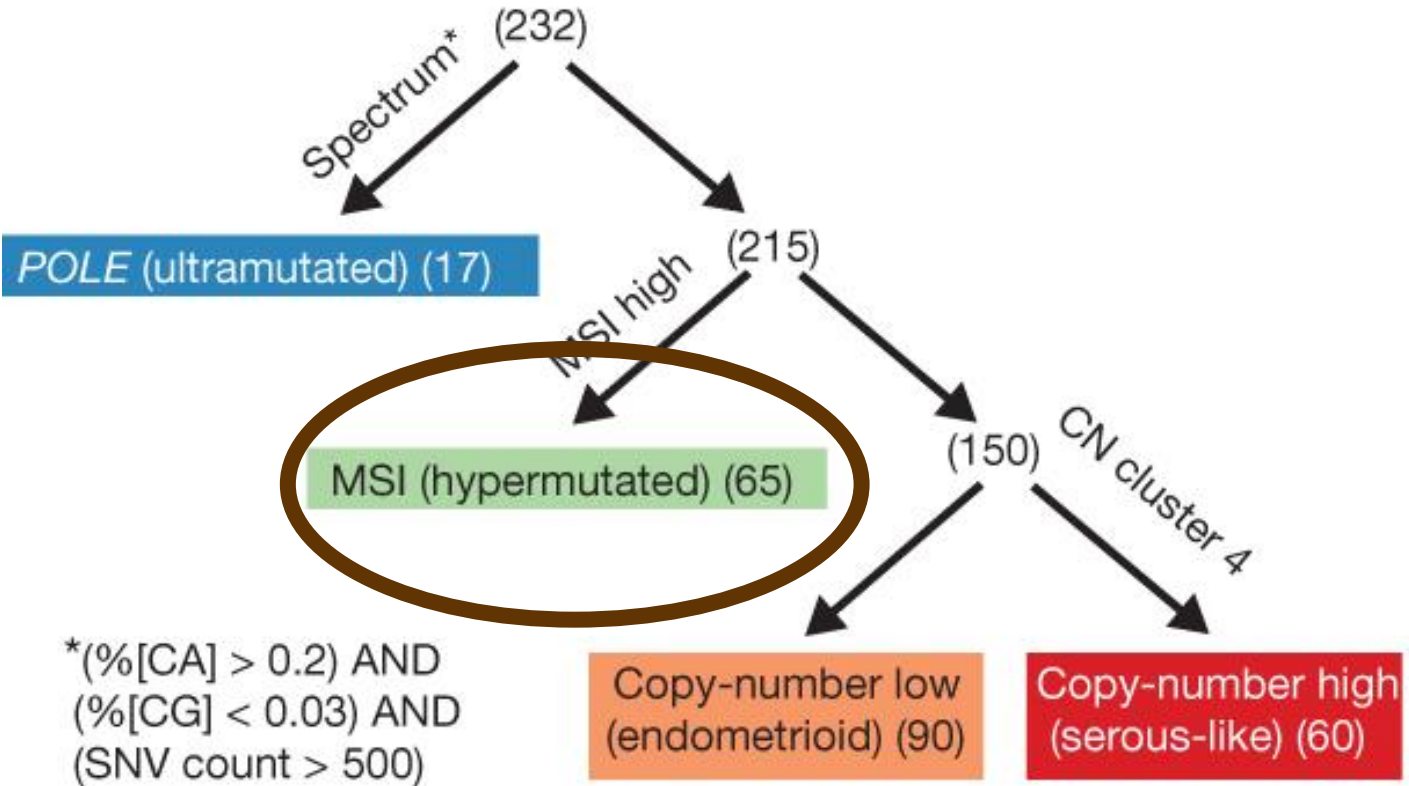 (232)
Spectrum*
POLE (ultramutated) (17)
(215)
MSI high
MSI (hypermutated) (65)
(150)
CN cluster 4
*(%[CA] > 0.2) AND
(%[CG] < 0.03) AND
(SNV count > 500)
Copy-number low
(endometrioid) (90)
Copy-number high
(serous-like) (60)